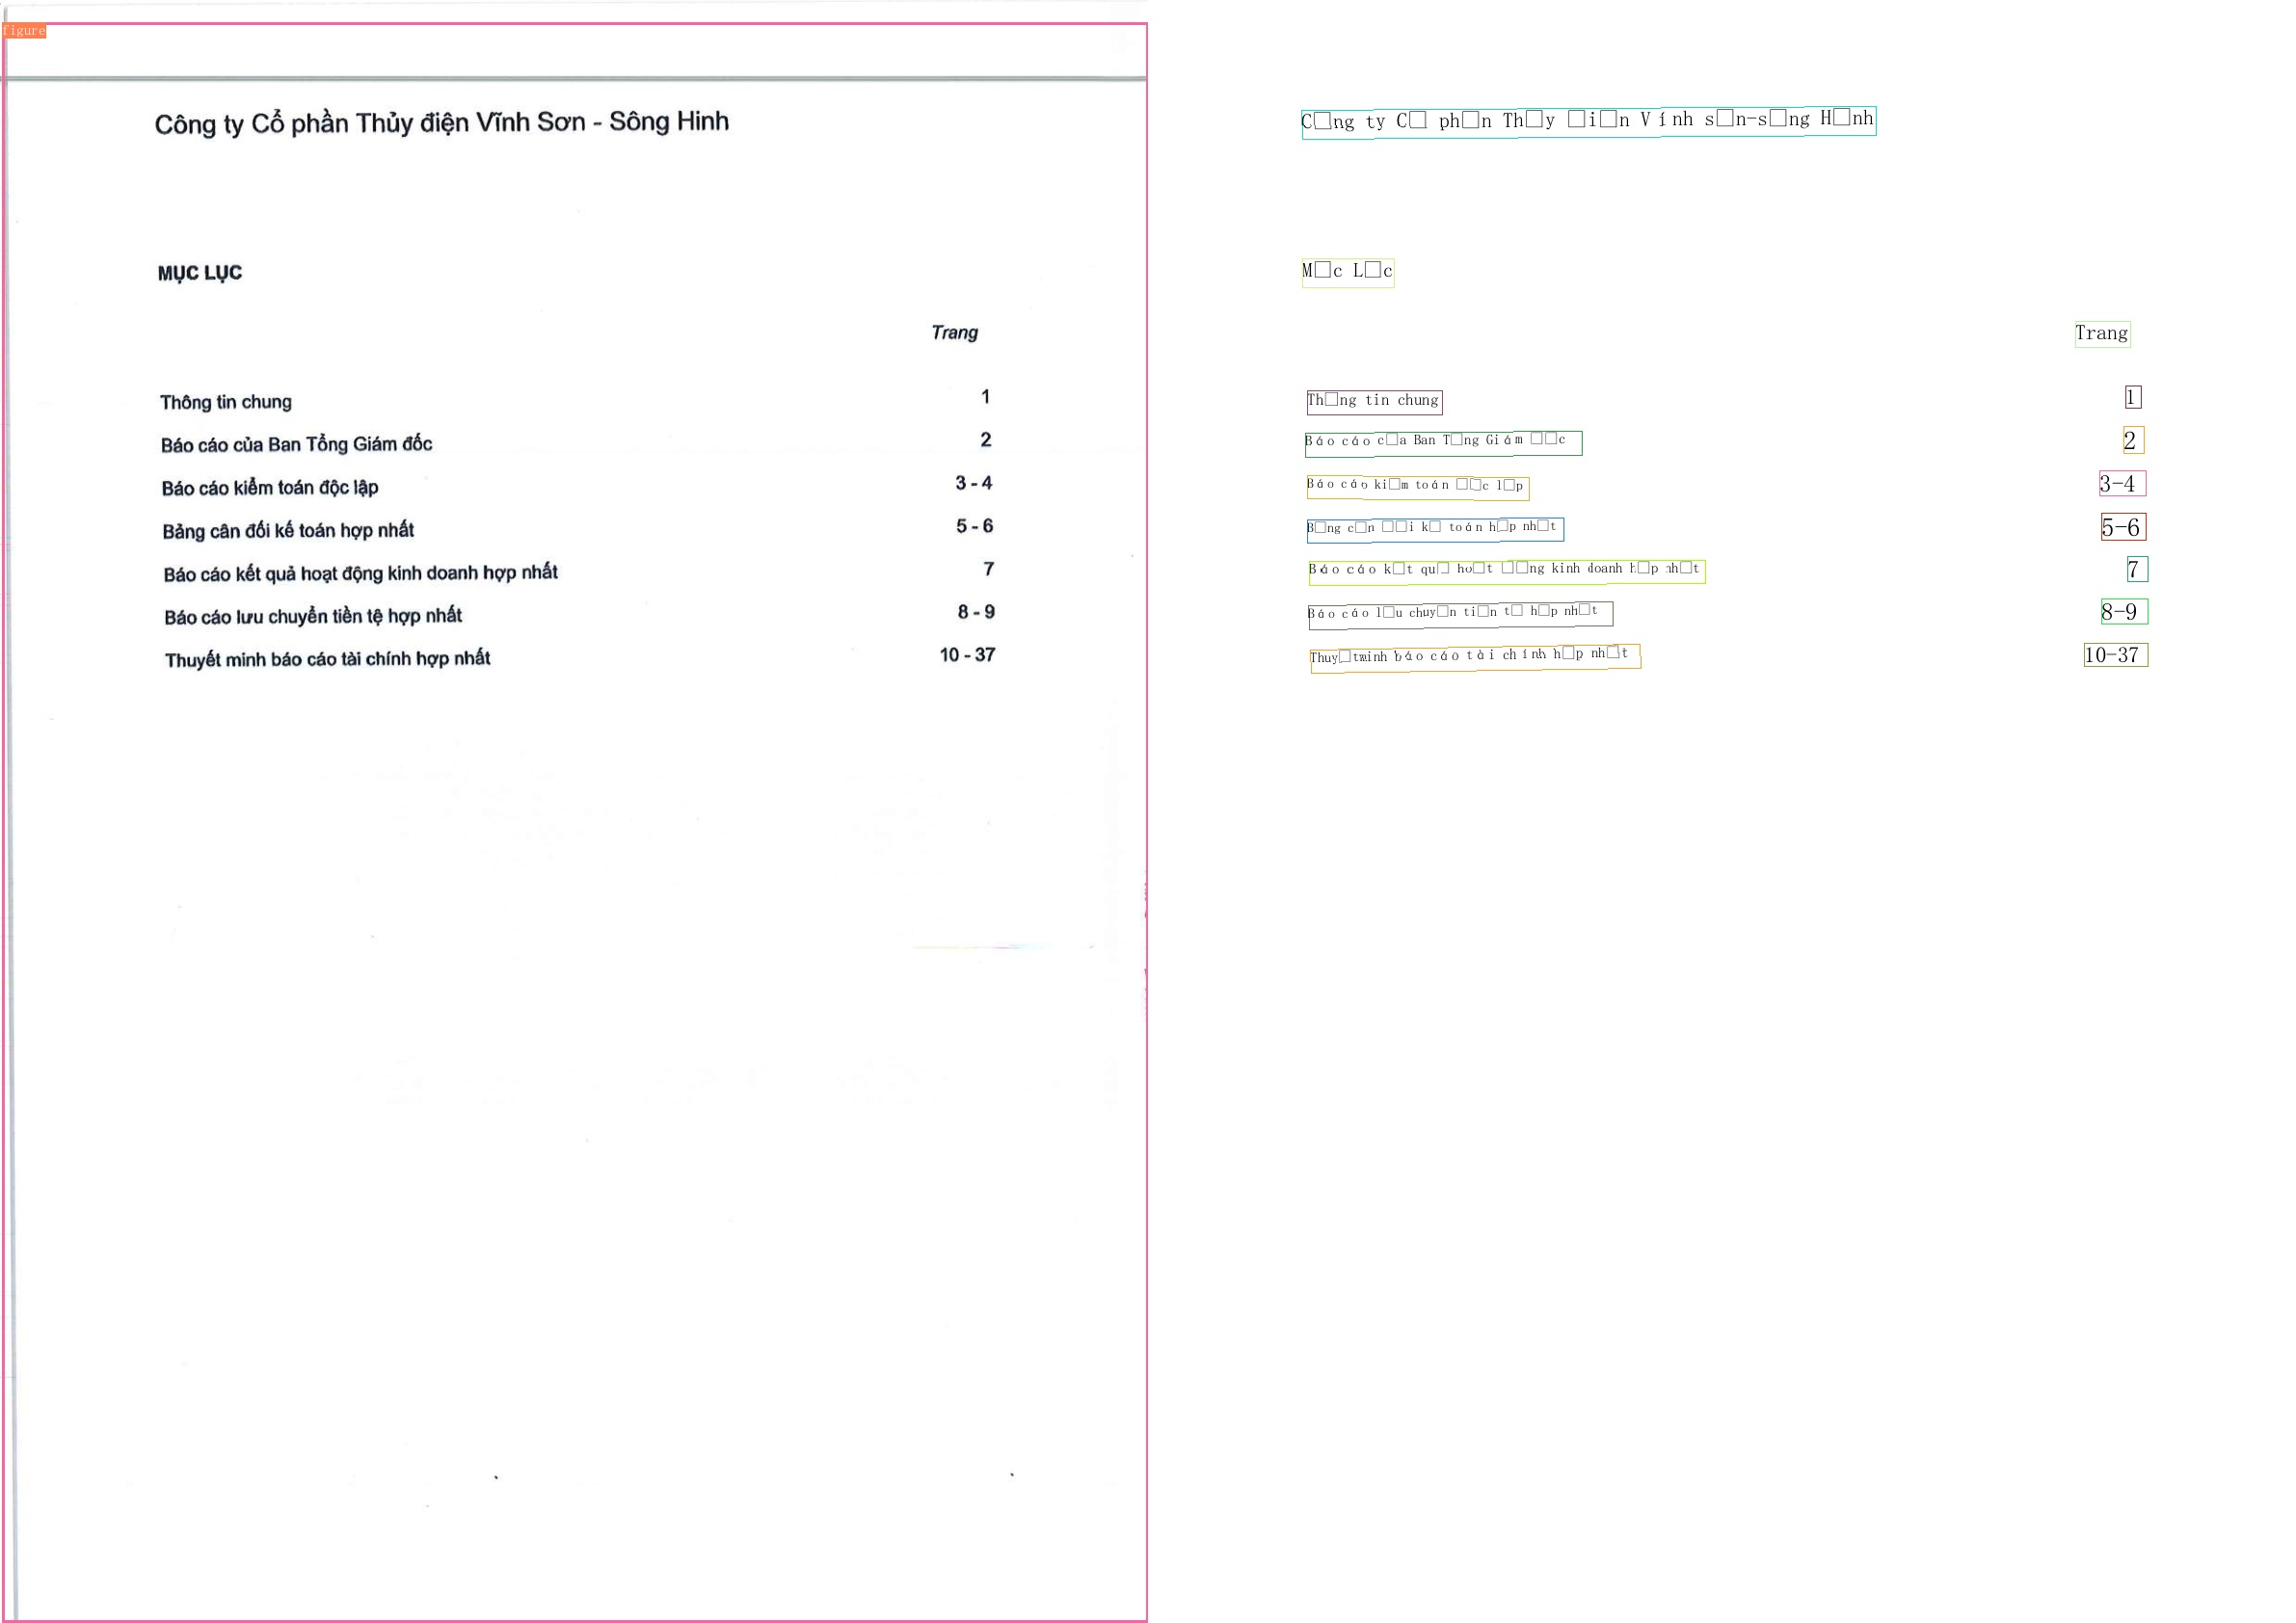 figure
Công ty Cổ phần Thủy điện Vĩnh Sơn - Sông Hinh
MỤC LỤC
Trang
Thông tin chung 1
Báo cáo của Ban Tổng Giám đốc 2
Báo cáo kiểm toán độc lập 3 - 4
Bảng cân đối kế toán hợp nhất 5 - 6
Báo cáo kết quả hoạt động kinh doanh hợp nhất 7
Báo cáo lưu chuyển tiền tệ hợp nhất 8 - 9
Thuyết minh báo cáo tài chính hợp nhất 10 - 37
C□ng ty C□ ph□n Th□y □i□n Vính s□n-s□ng H□nh
M□c L□c
Trang
Th□ng tin chung 1
Báo cáo c□a Ban T□ng Giám □□c 2
Báo cáo ki□m toán □□c l□p 3-4
B□ng c□n □□i k□ toán h□p nh□t 5-6
Báo cáo k□t qu□ ho□t □□ng kinh doanh h□p nh□t 7
Báo cáo l□u chuy□n ti□n t□ h□p nh□t 8-9
Thuy□tminh báo cáo tài chính h□p nh□t 10-37